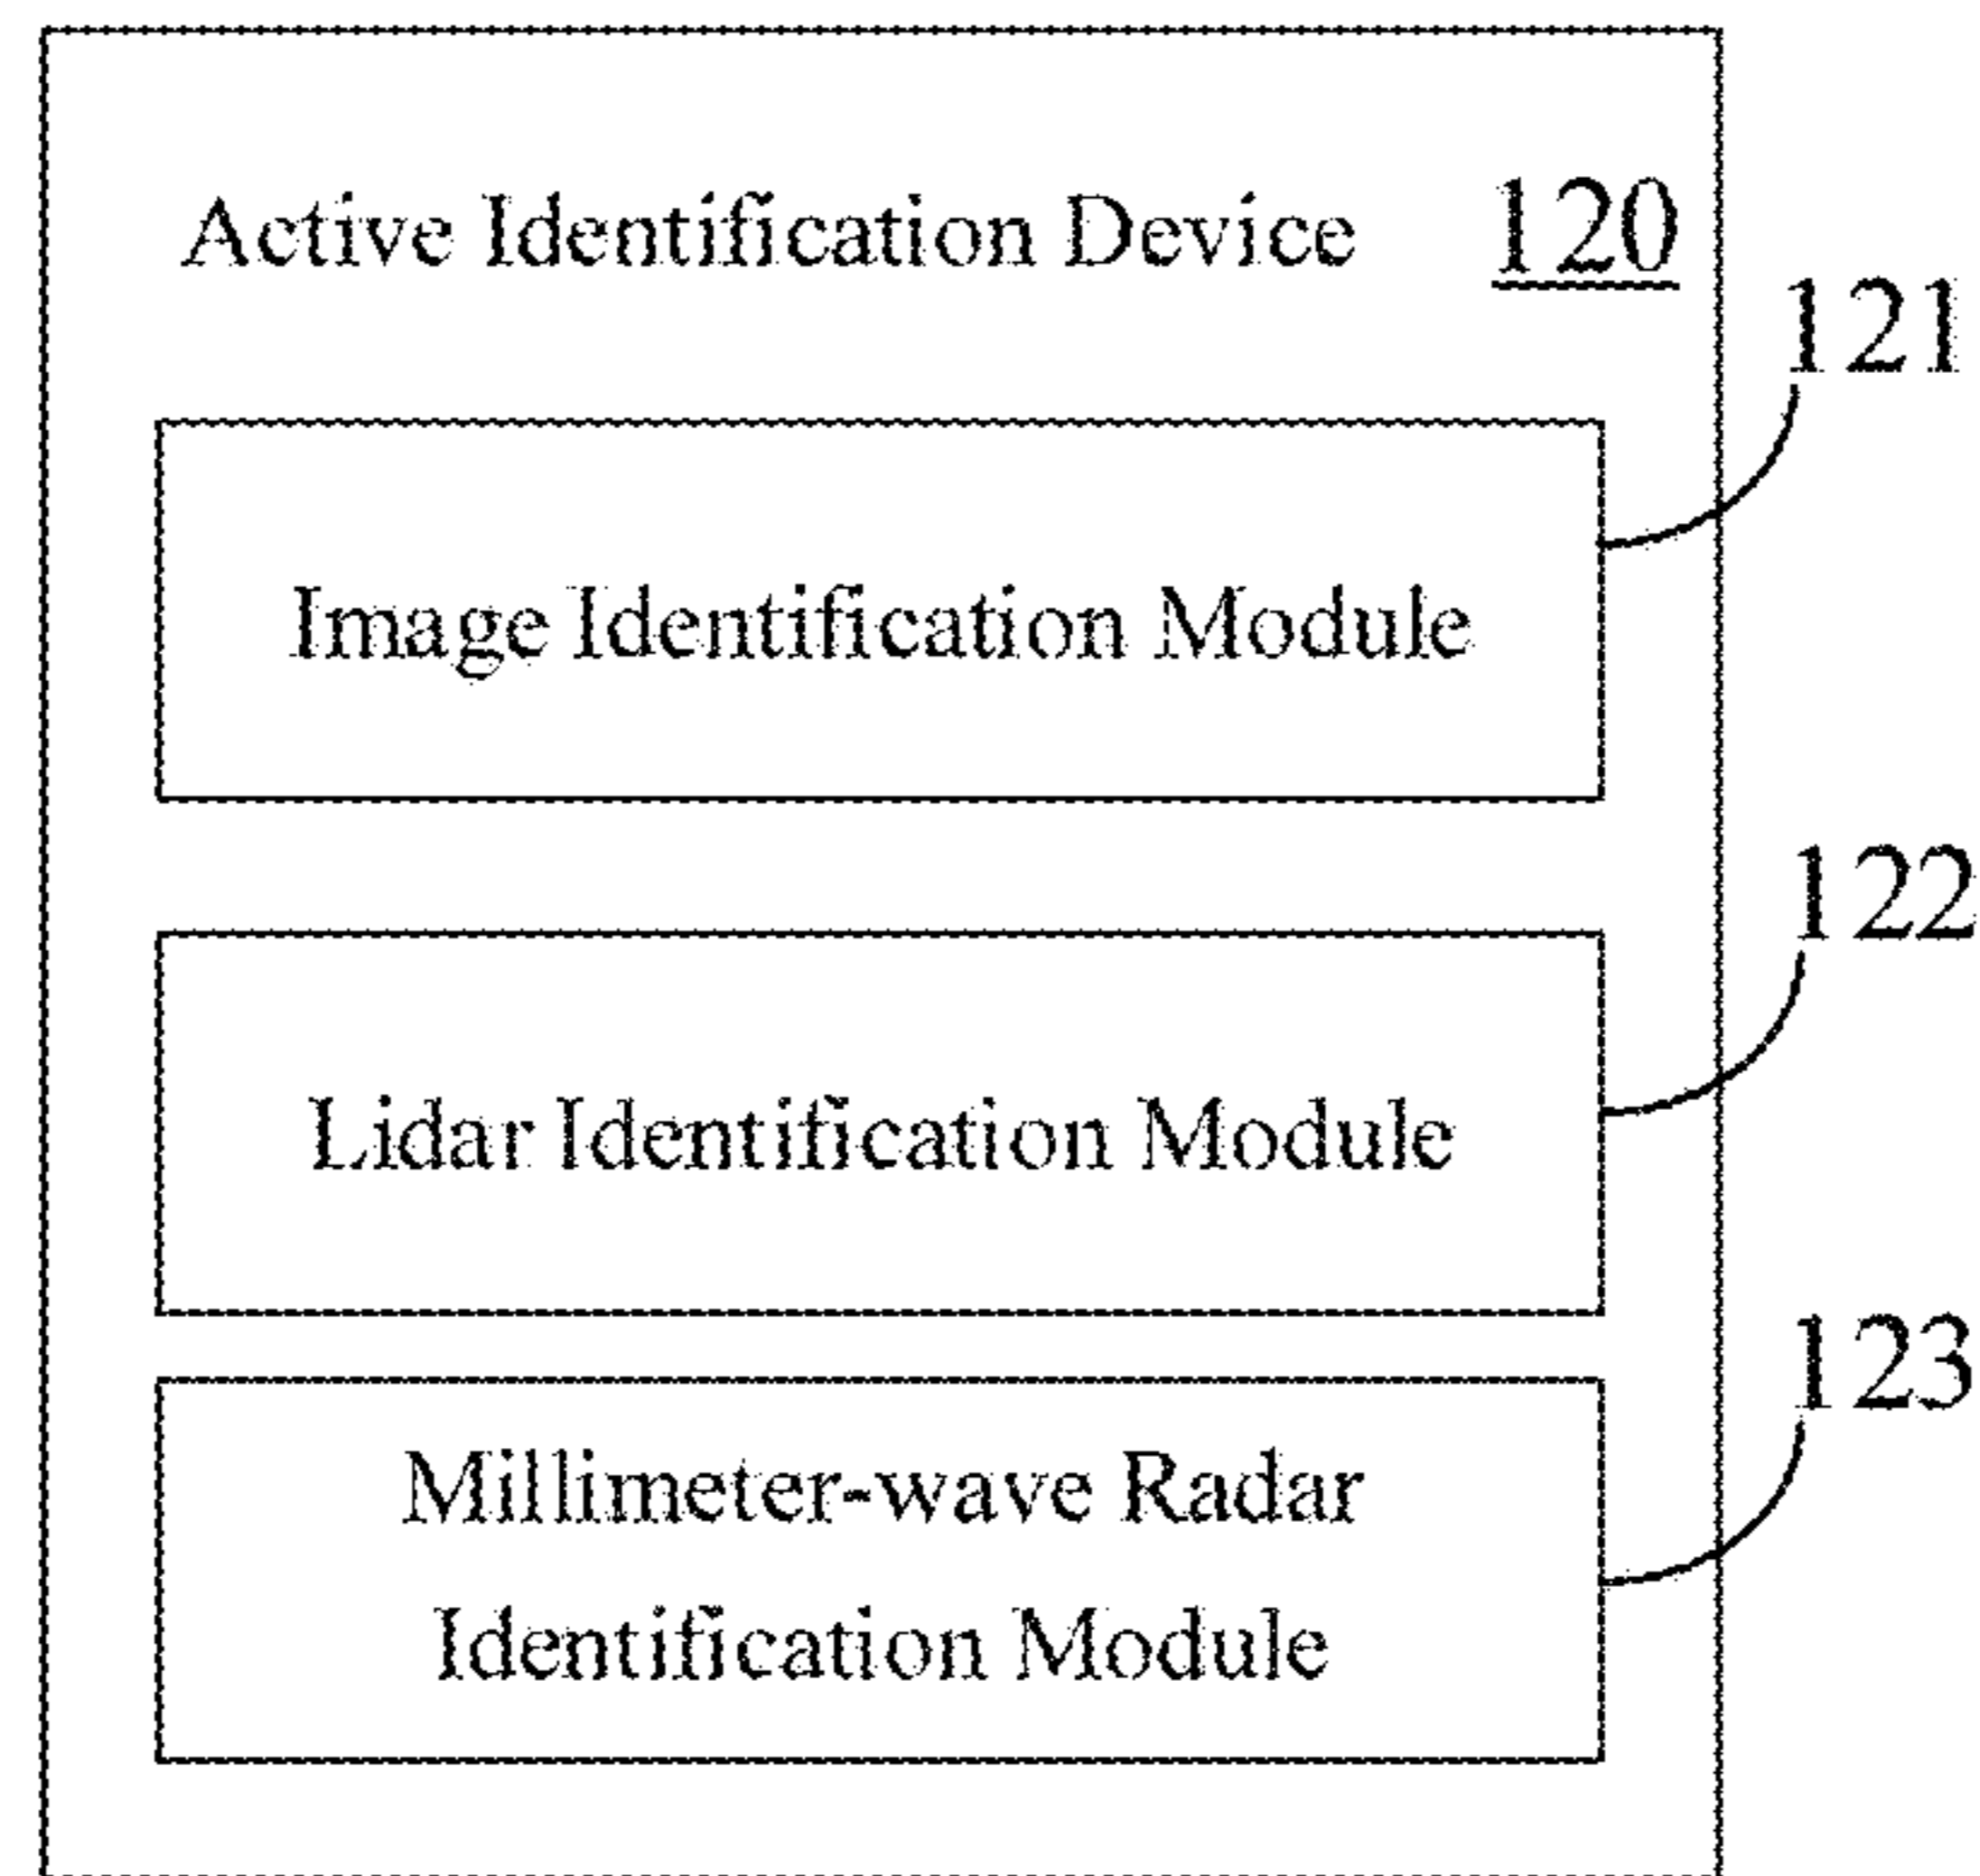 Active Identification Device 120
121
Image Identification Module
122
Lidar Identification Module
123
Millimeter-wave Radar
Identification Module